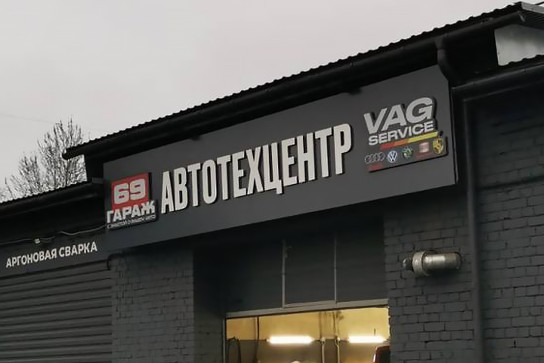 АРГОНОВАЯ СВАРКА
69
ГАРАЖ
АВТОТЕХЦЕНТР
VAG
SERVICE